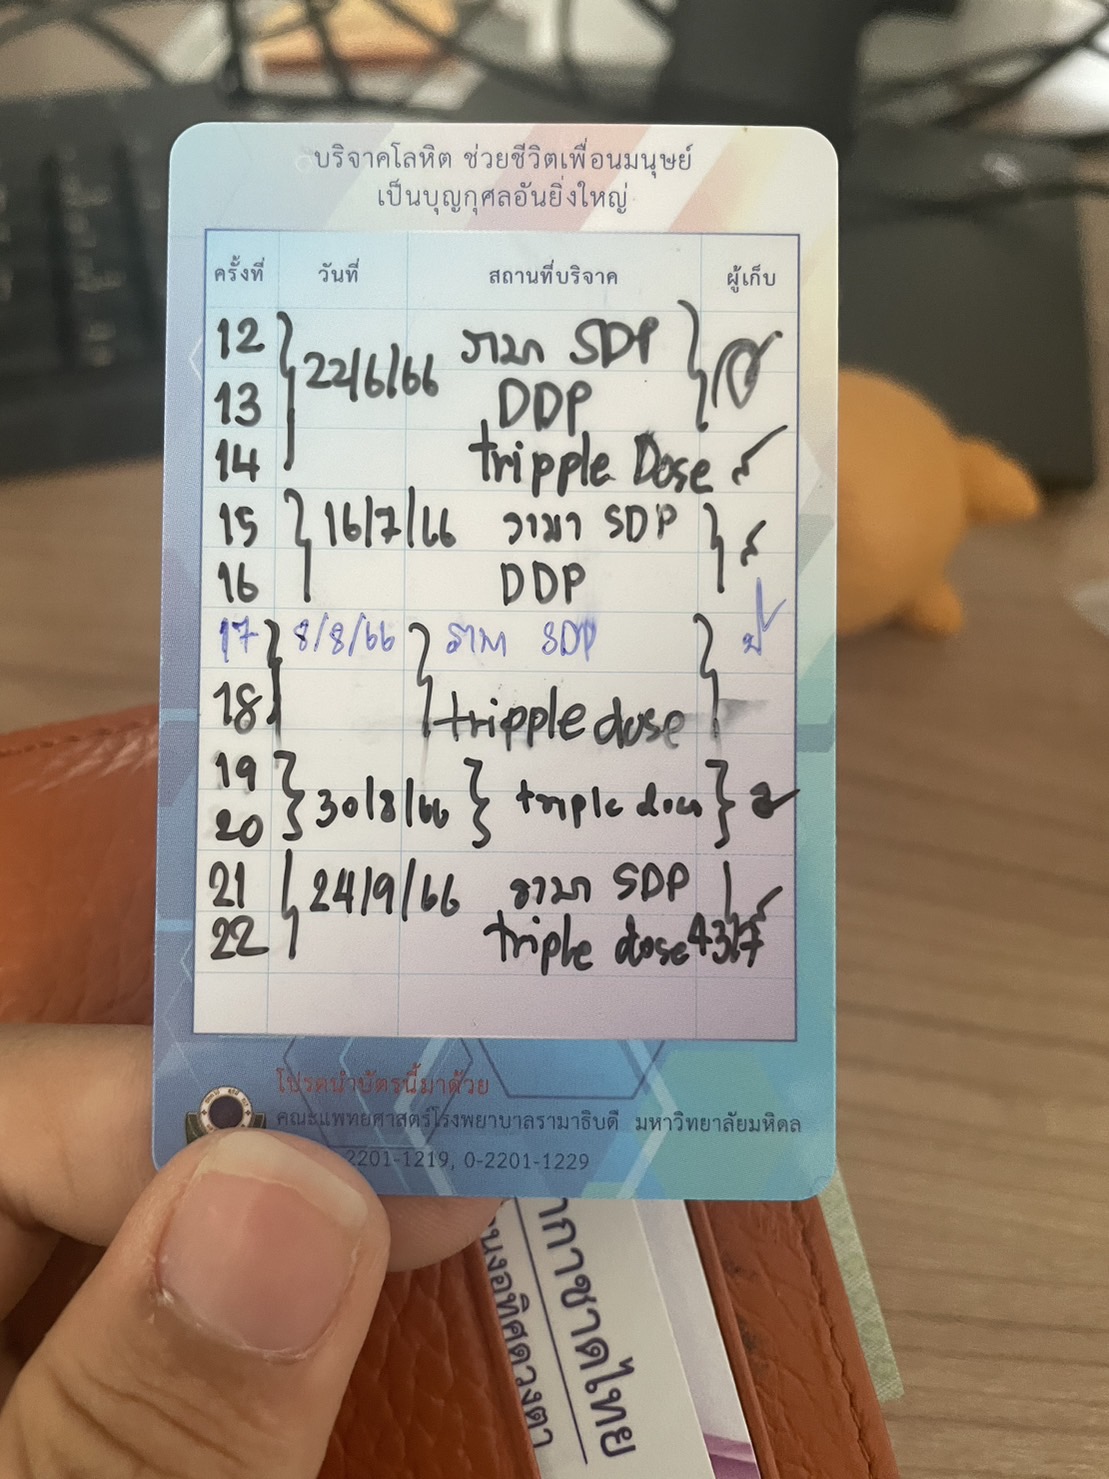 บริจาคโลหิต ช่วยชีวิตเพื่อนมนุษย์
เป็นบุญกุศลอันยิ่งใหญ่
ครั้งที่ วันที่ สถานที่บริจาค ผู้เก็บ
12 22/6/66 รามา SDP
13 DDP
14 tripple Dose
15 16/7/66 รามา SDP
16 DDP
17 8/8/66 รามา SDP
18 tripple dose
19 30/8/66 triple
20
21 24/9/66 รามา SDP
22 triple dose
โปรดนำบัตรนี้มาด้วย
คณะแพทยศาสตร์โรงพยาบาลรามาธิบดี มหาวิทยาลัยมหิดล
2201-1219, 0-2201-1229
กาชาดไทย